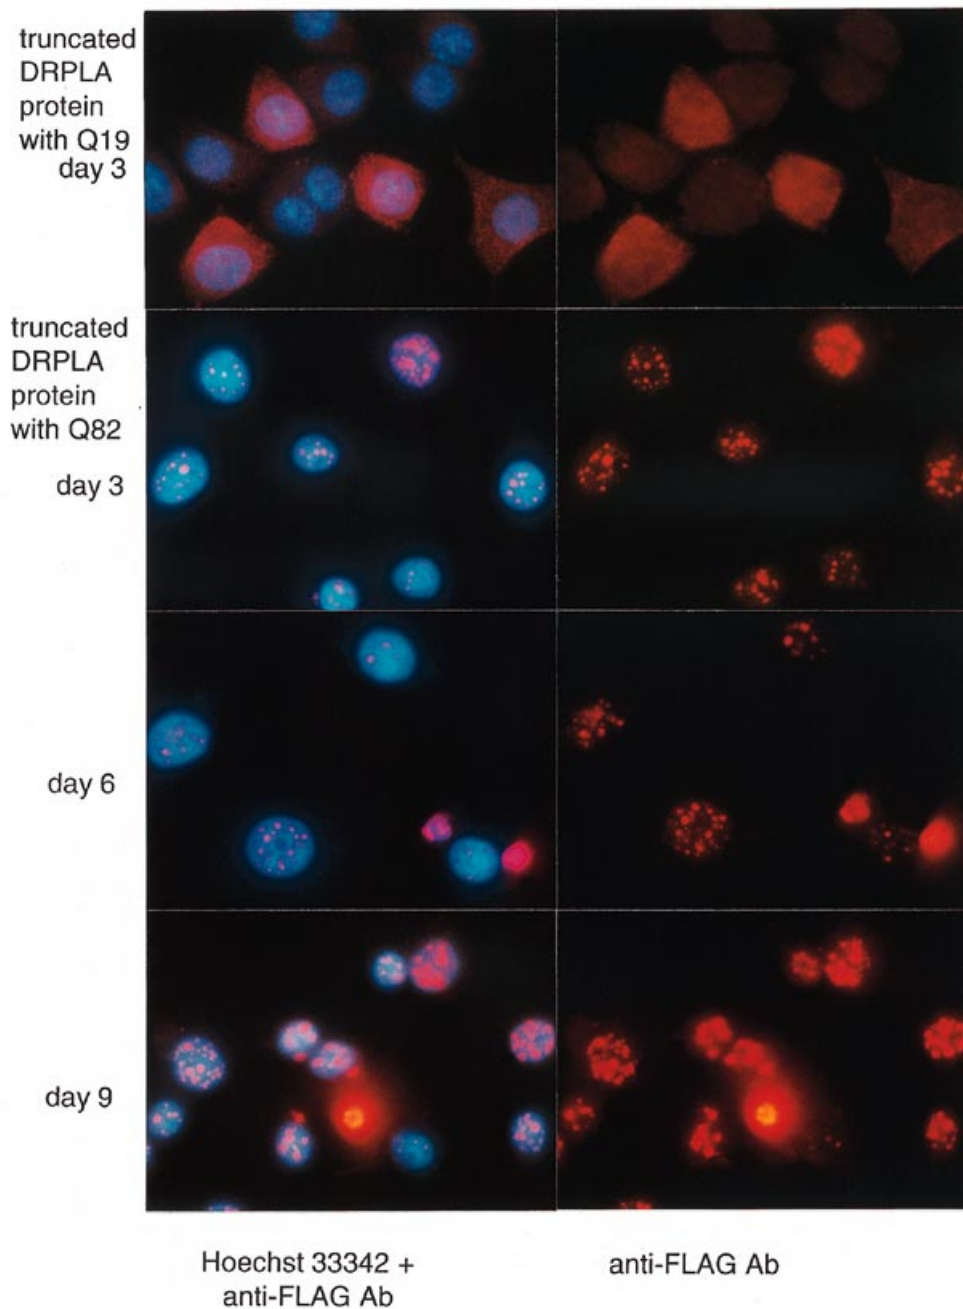 truncated
DRPLA
protein
with Q19
day 3
truncated
DRPLA
protein
with Q82
day 3
day 6
day 9
Hoechst 33342 +
anti-FLAG Ab
anti-FLAG Ab